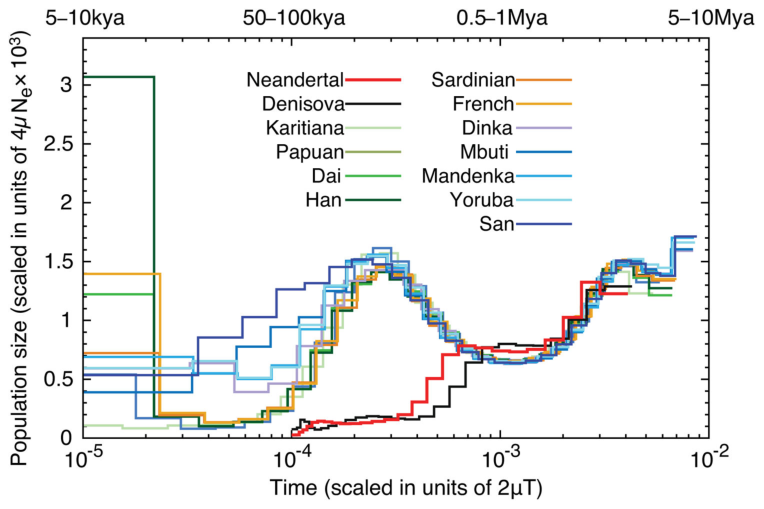 5–10kya 50–100kya 0.5–1Mya 5–10Mya
Population size (scaled in units of 4μ Ne × 10³)
3
2.5
2
1.5
1
0.5
0
Neandertal
Denisova
Karitiana
Papuan
Dai
Han
Sardinian
French
Dinka
Mbuti
Mandenka
Yoruba
San
10⁻⁵ 10⁻⁴ 10⁻³ 10⁻²
Time (scaled in units of 2μT)